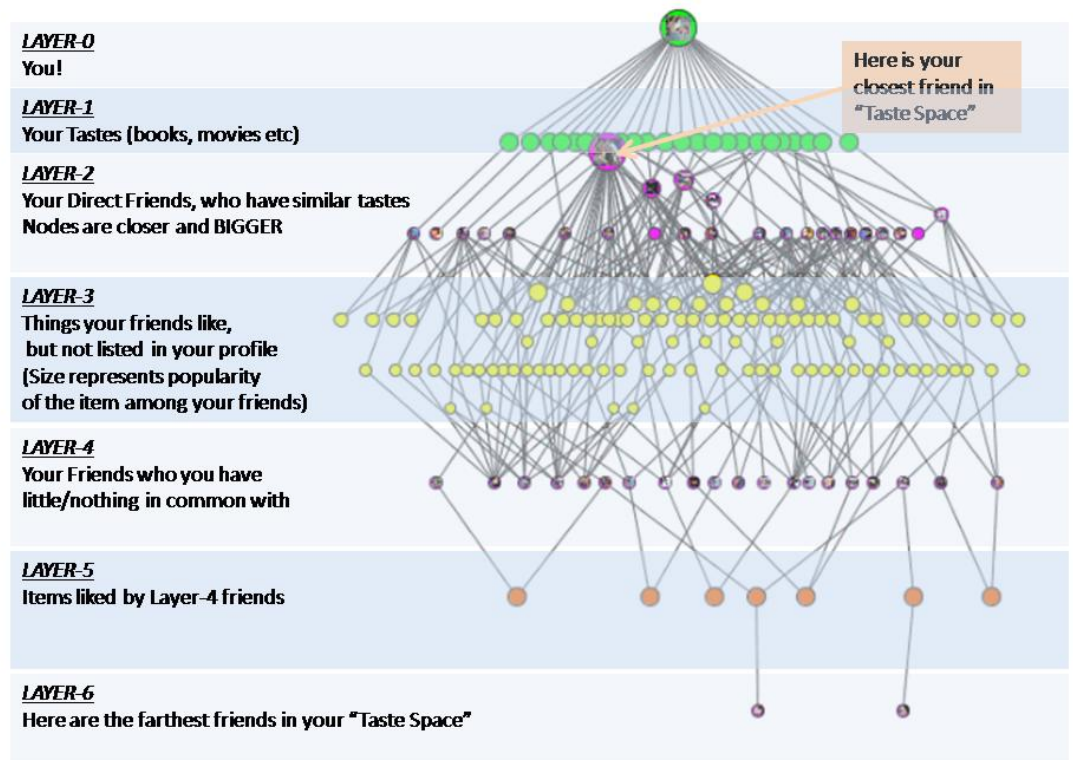 LAYER-0
You!
Here is your
closest friend in
"Taste Space"
LAYER-1
Your Tastes (books, movies etc)
LAYER-2
Your Direct Friends, who have similar tastes
Nodes are closer and BIGGER
LAYER-3
Things your friends like,
but not listed in your profile
(Size represents popularity
of the item among your friends)
LAYER-4
Your Friends who you have
little/nothing in common with
LAYER-5
Items liked by Layer-4 friends
LAYER-6
Here are the farthest friends in your "Taste Space"